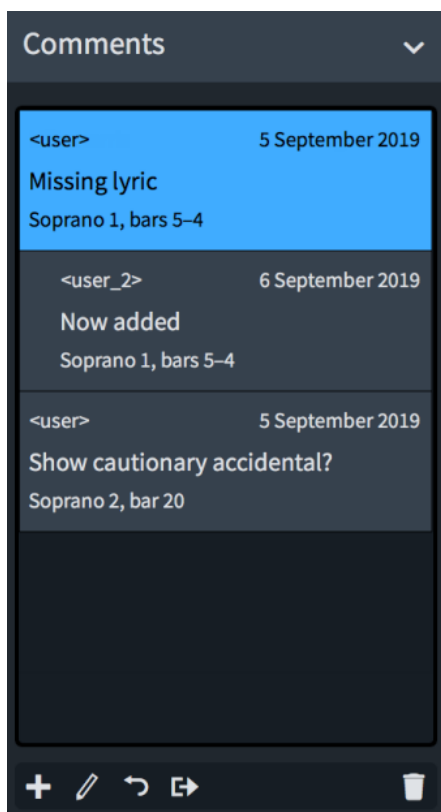 Comments
<user> 5 September 2019
Missing lyric
Soprano 1, bars 5–4
<user_2> 6 September 2019
Now added
Soprano 1, bars 5–4
<user> 5 September 2019
Show cautionary accidental?
Soprano 2, bar 20